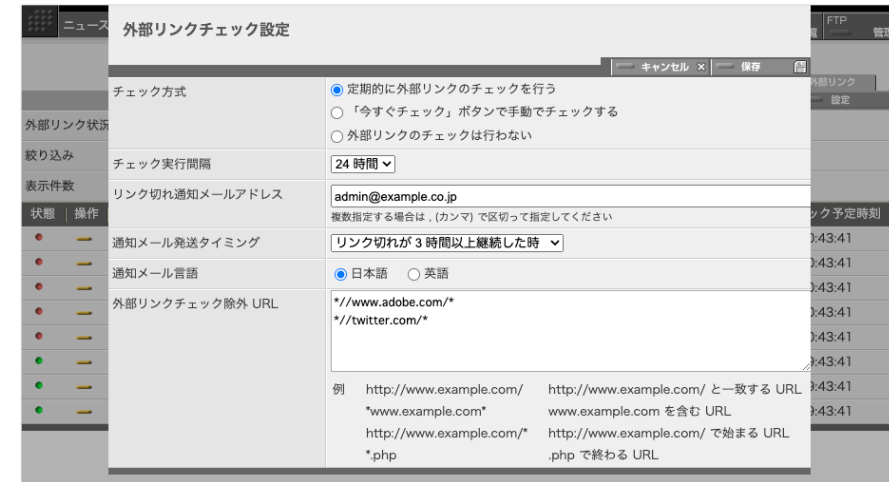 ニュース
FTP
管理
外部リンクチェック設定
キャンセル × 保存
外部リンク
設定
チェック方式
定期的に外部リンクのチェックを行う
「今すぐチェック」ボタンで手動でチェックする
外部リンクのチェックは行わない
外部リンク状況
絞り込み
チェック実行間隔
24 時間
表示件数
リンク切れ通知メールアドレス
admin@example.co.jp
複数指定する場合は , (カンマ) で区切って指定してください
状態 操作
ック予定時刻
通知メール発送タイミング
リンク切れが 3 時間以上継続した時
0:43:41
0:43:41
通知メール言語
日本語 英語
0:43:41
外部リンクチェック除外 URL
*//www.adobe.com/*
*//twitter.com/*
0:43:41
0:43:41
9:43:41
例
http://www.example.com/ http://www.example.com/ と一致する URL
9:43:41
*www.example.com* www.example.com を含む URL
9:43:41
http://www.example.com/* http://www.example.com/ で始まる URL
*.php .php で終わる URL